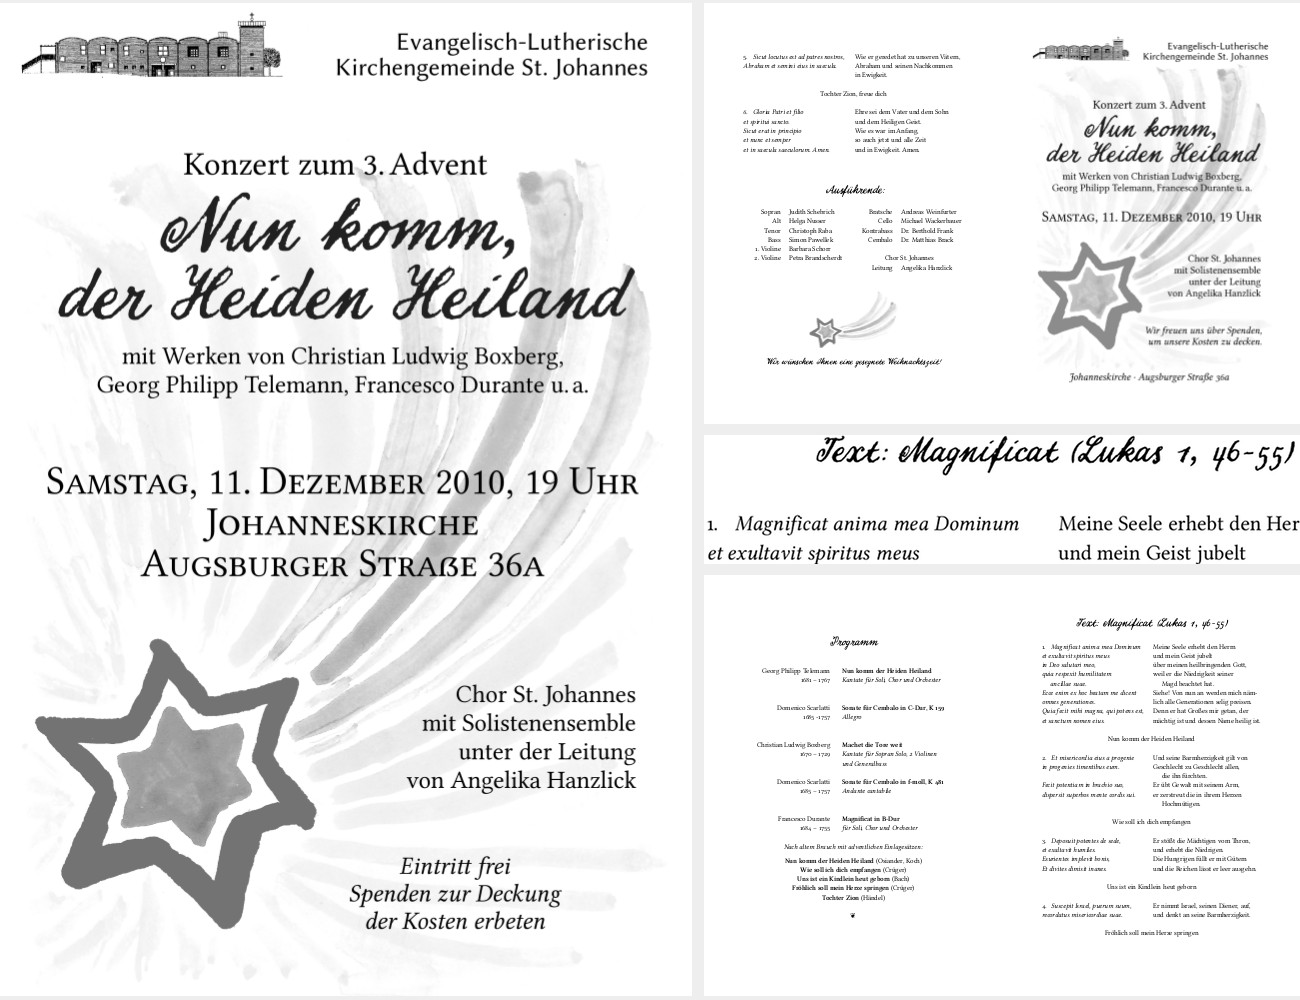 Evangelisch-Lutherische
Kirchengemeinde St. Johannes
Konzert zum 3. Advent
Nun komm,
der Heiden Heiland
mit Werken von Christian Ludwig Boxberg,
Georg Philipp Telemann, Francesco Durante u. a.
Samstag, 11. Dezember 2010, 19 Uhr
Johanneskirche
Augsburger Straße 36a
Chor St. Johannes
mit Solistenensemble
unter der Leitung
von Angelika Hanzlick
Eintritt frei
Spenden zur Deckung
der Kosten erbeten
5. Sicut locutus est ad patres nostros,
Abraham et semini eius in saecula.
Wie er geredet hat zu unseren Vätern,
Abraham und seinen Nachkommen
in Ewigkeit.
Tochter Zion, freue dich
6. Gloria Patri et filio
et spiritui sancto
Sicut erat in principio
et nunc et semper
et in saecula saeculorum. Amen.
Ehre sei dem Vater und dem Sohn
und dem Heiligen Geist.
Wie es war im Anfang,
so auch jetzt und alle Zeit
und in Ewigkeit. Amen.
Ausführende:
Sopran Judith Schebrich
Alt Helga Nusser
Tenor Christoph Raba
Bass Simon Pawellek
1. Violine Barbara Schorr
2. Violine Petra Brandscherdt
Bratsche Andreas Weinfurter
Cello Michael Wackerbauer
Kontrabass Dr. Berthold Frank
Cembalo Dr. Matthias Brack
Chor St. Johannes
Leitung Angelika Hanzlick
Wir wünschen Ihnen eine gesegnete Weihnachtszeit!
Evangelisch-Lutherische
Kirchengemeinde St. Johannes
Konzert zum 3. Advent
Nun komm,
der Heiden Heiland
mit Werken von Christian Ludwig Boxberg,
Georg Philipp Telemann, Francesco Durante u. a.
Samstag, 11. Dezember 2010, 19 Uhr
Chor St. Johannes
mit Solistenensemble
unter der Leitung
von Angelika Hanzlick
Wir freuen uns über Spenden,
um unsere Kosten zu decken.
Johanneskirche · Augsburger Straße 36a
Text: Magnificat (Lukas 1, 46-55)
1. Magnificat anima mea Dominum
et exultavit spiritus meus
Meine Seele erhebt den Her
und mein Geist jubelt
Programm
Georg Philipp Telemann Nun komm der Heiden Heiland
1681 – 1767 Kantate für Soli, Chor und Orchester
Domenico Scarlatti Sonate für Cembalo in C-Dur, K 159
1685 -1757 Allegro
Christian Ludwig Boxberg Machet die Tore weit
1670 – 1729 Kantate für Sopran Solo, 2 Violinen
und Generalbass
Domenico Scarlatti Sonate für Cembalo in f-moll, K 481
1685 – 1757 Andante cantabile
Francesco Durante Magnificat in B-Dur
1684 – 1755 für Soli, Chor und Orchester
Nach altem Brauch mit adventlichen Einlagesätzen:
Nun komm der Heiden Heiland (Osiander, Koch)
Wie soll ich dich empfangen (Crüger)
Uns ist ein Kindlein heut geborn (Bach)
Fröhlich soll mein Herze springen (Crüger)
Tochter Zion (Händel)
Text: Magnificat (Lukas 1, 46-55)
1. Magnificat anima mea Dominum
et exultavit spiritus meus
in Deo salutari meo,
quia respexit humilitatem
ancillae suae.
Ecce enim ex hoc beatam me dicent
omnes generationes.
Quia fecit mihi magna, qui potens est,
et sanctum nomen eius.
Meine Seele erhebt den Herrn
und mein Geist jubelt
über meinen heilbringenden Gott,
weil er die Niedrigkeit seiner
Magd beachtet hat.
Siehe! Von nun an werden mich näm-
lich alle Generationen selig preisen.
Denn er hat Großes mir getan, der
mächtig ist und dessen Name heilig ist.
Nun komm der Heiden Heiland
2. Et misericordia eius a progenie
in progenies timentibus eum.
Fecit potentiam in brachio suo,
dispersit superbos mente cordis sui.
Und seine Barmherzigkeit gilt von
Geschlecht zu Geschlecht allen,
die ihn fürchten.
Er übt Gewalt mit seinem Arm,
er zerstreut die in ihrem Herzen
Hochmütigen.
Wie soll ich dich empfangen
3. Deposuit potentes de sede,
et exaltavit humiles.
Esurientes implevit bonis,
Et divites dimisit inanes.
Er stößt die Mächtigen vom Thron,
und erhebt die Niedrigen.
Die Hungrigen füllt er mit Gütern
und die Reichen lässt er leer ausgehn.
Uns ist ein Kindlein heut geborn
4. Suscepit Israel, puerum suum,
recordatus misericordiae suae.
Er nimmt Israel, seinen Diener, auf,
und denkt an seine Barmherzigkeit.
Fröhlich soll mein Herze springen